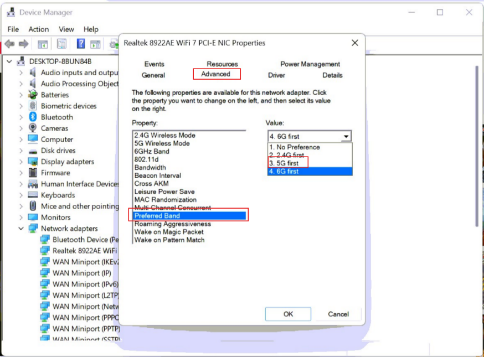 Device Manager
File Action View Help
DESKTOP-8BUN84B
Audio inputs and outpu
Audio Processing Object
Batteries
Biometric devices
Bluetooth
Cameras
Computer
Disk drives
Display adapters
Firmware
Human Interface Device
Keyboards
Mice and other pointing
Monitors
Network adapters
Bluetooth Device (Pe
Realtek 8922AE WiFi
WAN Miniport (IKEv
WAN Miniport (IP)
WAN Miniport (IPv6)
WAN Miniport (L2TP
WAN Miniport (Netw
WAN Miniport (PPPC
WAN Miniport (PPTP
WAN Miniport (SSTP
Realtek 8922AE WiFi 7 PCI-E NIC Properties
Events Resources Power Management
General Advanced Driver Details
The following properties are available for this network adapter. Click
the property you want to change on the left, and then select its value
on the right.
Property:
2.4G Wireless Mode
5G Wireless Mode
6GHz Band
802.11d
Bandwidth
Beacon Interval
Cross AKM
Leisure Power Save
MAC Randomization
Multi-Channel Concurrent
Preferred Band
Roaming Aggressiveness
Wake on Magic Packet
Wake on Pattern Match
Value:
4. 6G first
1. No Preference
2. 2.4G first
3. 5G first
4. 6G first
OK Cancel